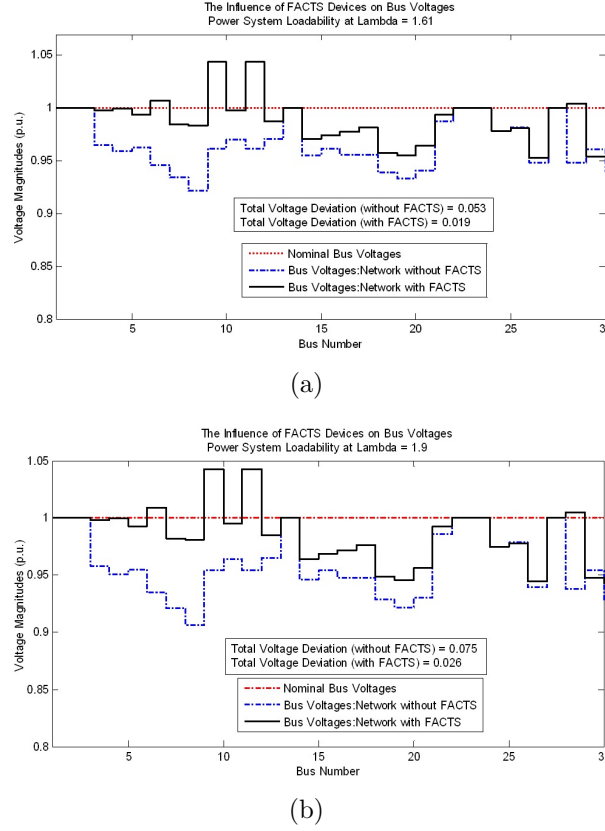 The Influence of FACTS Devices on Bus Voltages
Power System Loadability at Lambda = 1.61
1.05
1
0.95
0.9
0.85
0.8
Voltage Magnitudes (p.u.)
Total Voltage Deviation (without FACTS) = 0.053
Total Voltage Deviation (with FACTS) = 0.019
Nominal Bus Voltages
Bus Voltages:Network without FACTS
Bus Voltages:Network with FACTS
5 10 15 20 25 3
Bus Number
(a)
The Influence of FACTS Devices on Bus Voltages
Power System Loadability at Lambda = 1.9
1.05
1
0.95
0.9
0.85
0.8
Voltage Magnitudes (p.u.)
Total Voltage Deviation (without FACTS) = 0.075
Total Voltage Deviation (with FACTS) = 0.026
Nominal Bus Voltages
Bus Voltages:Network without FACTS
Bus Voltages:Network with FACTS
5 10 15 20 25 3
Bus Number
(b)